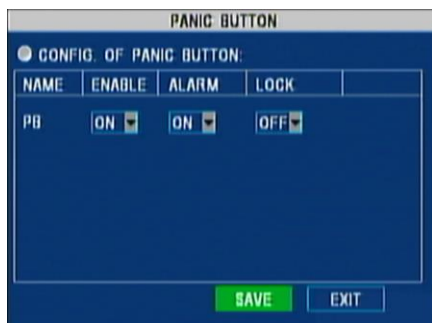 PANIC BUTTON
CONFIG. OF PANIC BUTTON:
NAME ENABLE ALARM LOCK
PB ON ON OFF
SAVE EXIT